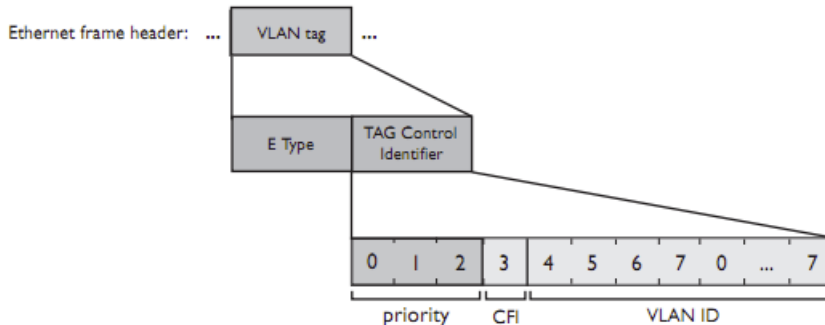 Ethernet frame header: ... VLAN tag ...
E Type TAG Control
Identifier
0 1 2 3 4 5 6 7 0 ... 7
priority CFI VLAN ID